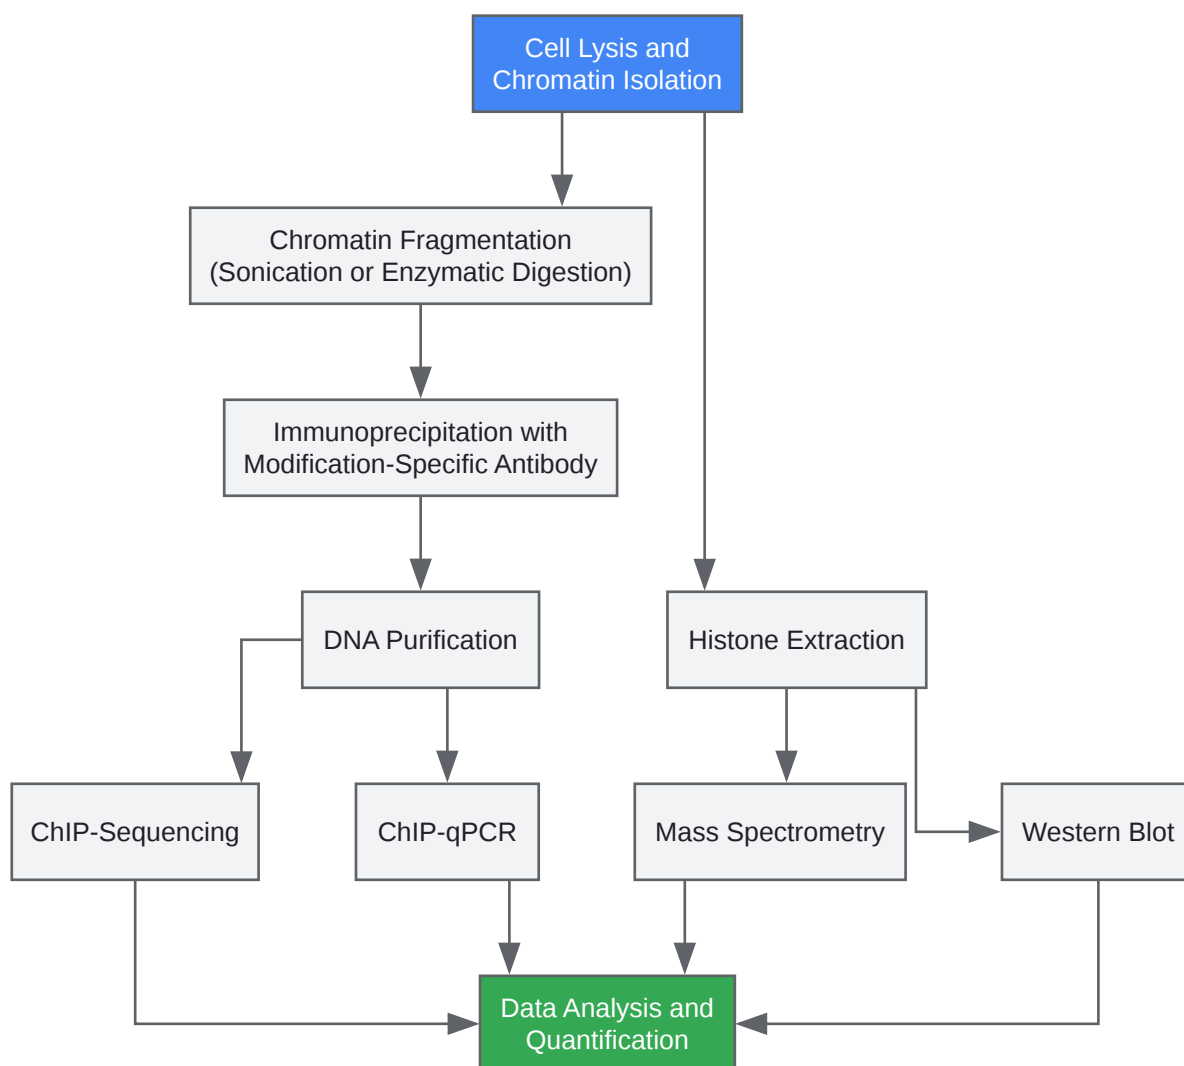 Cell Lysis and
Chromatin Isolation
Chromatin Fragmentation
(Sonication or Enzymatic Digestion)
Immunoprecipitation with
Modification-Specific Antibody
DNA Purification
Histone Extraction
ChIP-Sequencing
ChIP-qPCR
Mass Spectrometry
Western Blot
Data Analysis and
Quantification